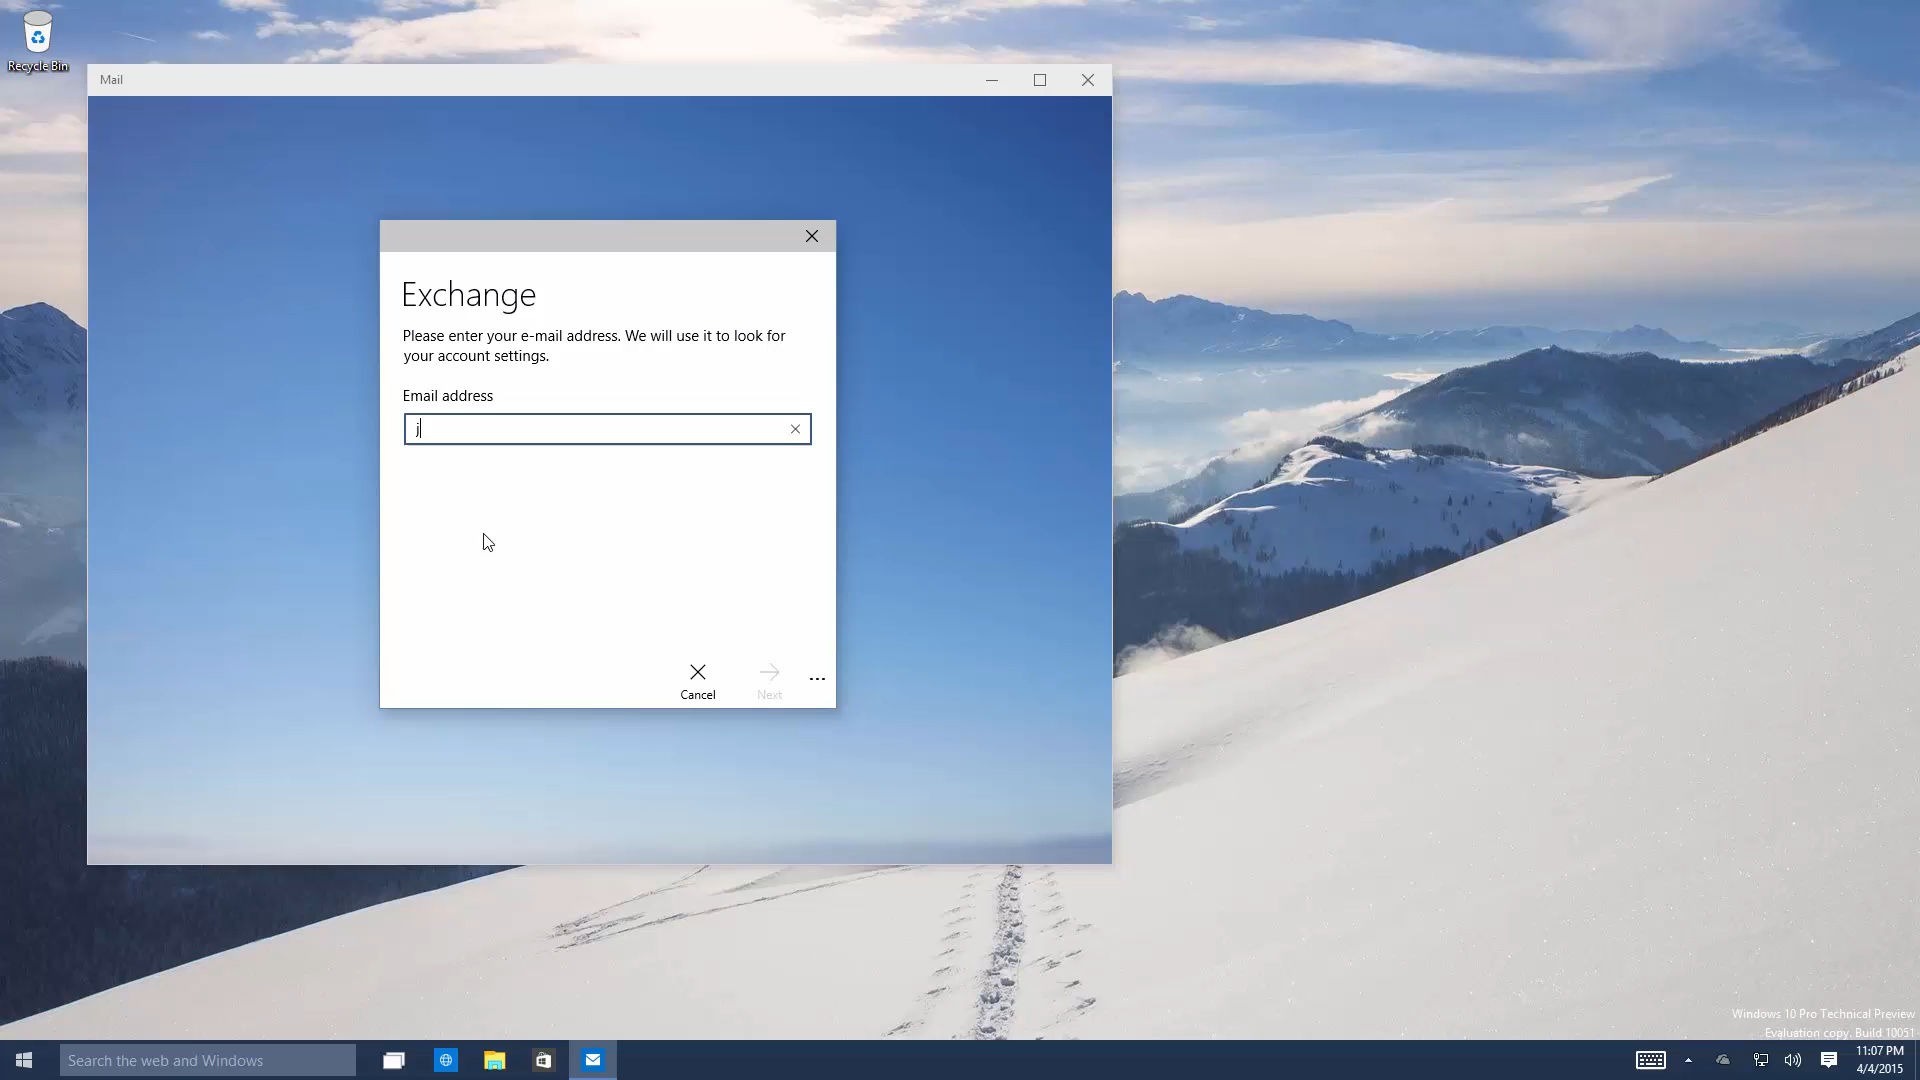 Recycle Bin
Mail
Exchange
Please enter your e-mail address. We will use it to look for
your account settings.
Email address
j
Cancel
Next
...
Windows 10 Pro Technical Preview
Evaluation copy. Build 10051
Search the web and Windows
11:07 PM
4/4/2015